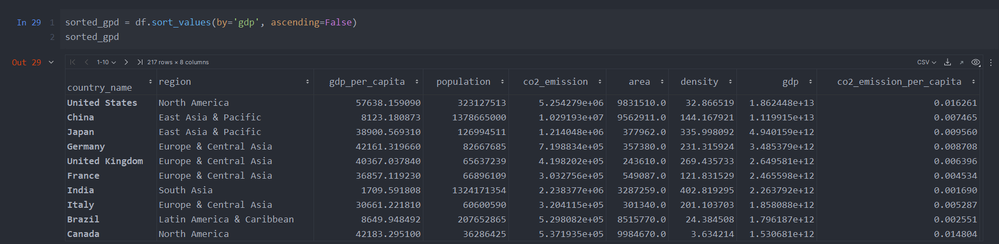 In 29 1 sorted_gpd = df.sort_values(by='gdp', ascending=False)
2 sorted_gpd
Out 29 1-10 217 rows × 8 columns CSV
country_name region gdp_per_capita population co2_emission area density gdp co2_emission_per_capita
United States North America 57638.159090 323127513 5.254279e+06 9831510.0 32.866519 1.862448e+13 0.016261
China East Asia & Pacific 8123.180873 1378665000 1.029193e+07 9562911.0 144.167921 1.119915e+13 0.007465
Japan East Asia & Pacific 38900.569310 126994511 1.214048e+06 377962.0 335.998092 4.940159e+12 0.009560
Germany Europe & Central Asia 42161.319660 82667685 7.198834e+05 357380.0 231.315924 3.485379e+12 0.008708
United Kingdom Europe & Central Asia 40367.037840 65637239 4.198202e+05 243610.0 269.435733 2.649581e+12 0.006396
France Europe & Central Asia 36857.119230 66896109 3.032756e+05 549087.0 121.831529 2.465598e+12 0.004534
India South Asia 1709.591808 1324171354 2.238377e+06 3287259.0 402.819295 2.263792e+12 0.001690
Italy Europe & Central Asia 30661.221810 60600590 3.204115e+05 301340.0 201.103703 1.858088e+12 0.005287
Brazil Latin America & Caribbean 8649.948492 207652865 5.298082e+05 8515770.0 24.384508 1.796187e+12 0.002551
Canada North America 42183.295100 36286425 5.371935e+05 9984670.0 3.634214 1.530681e+12 0.014804